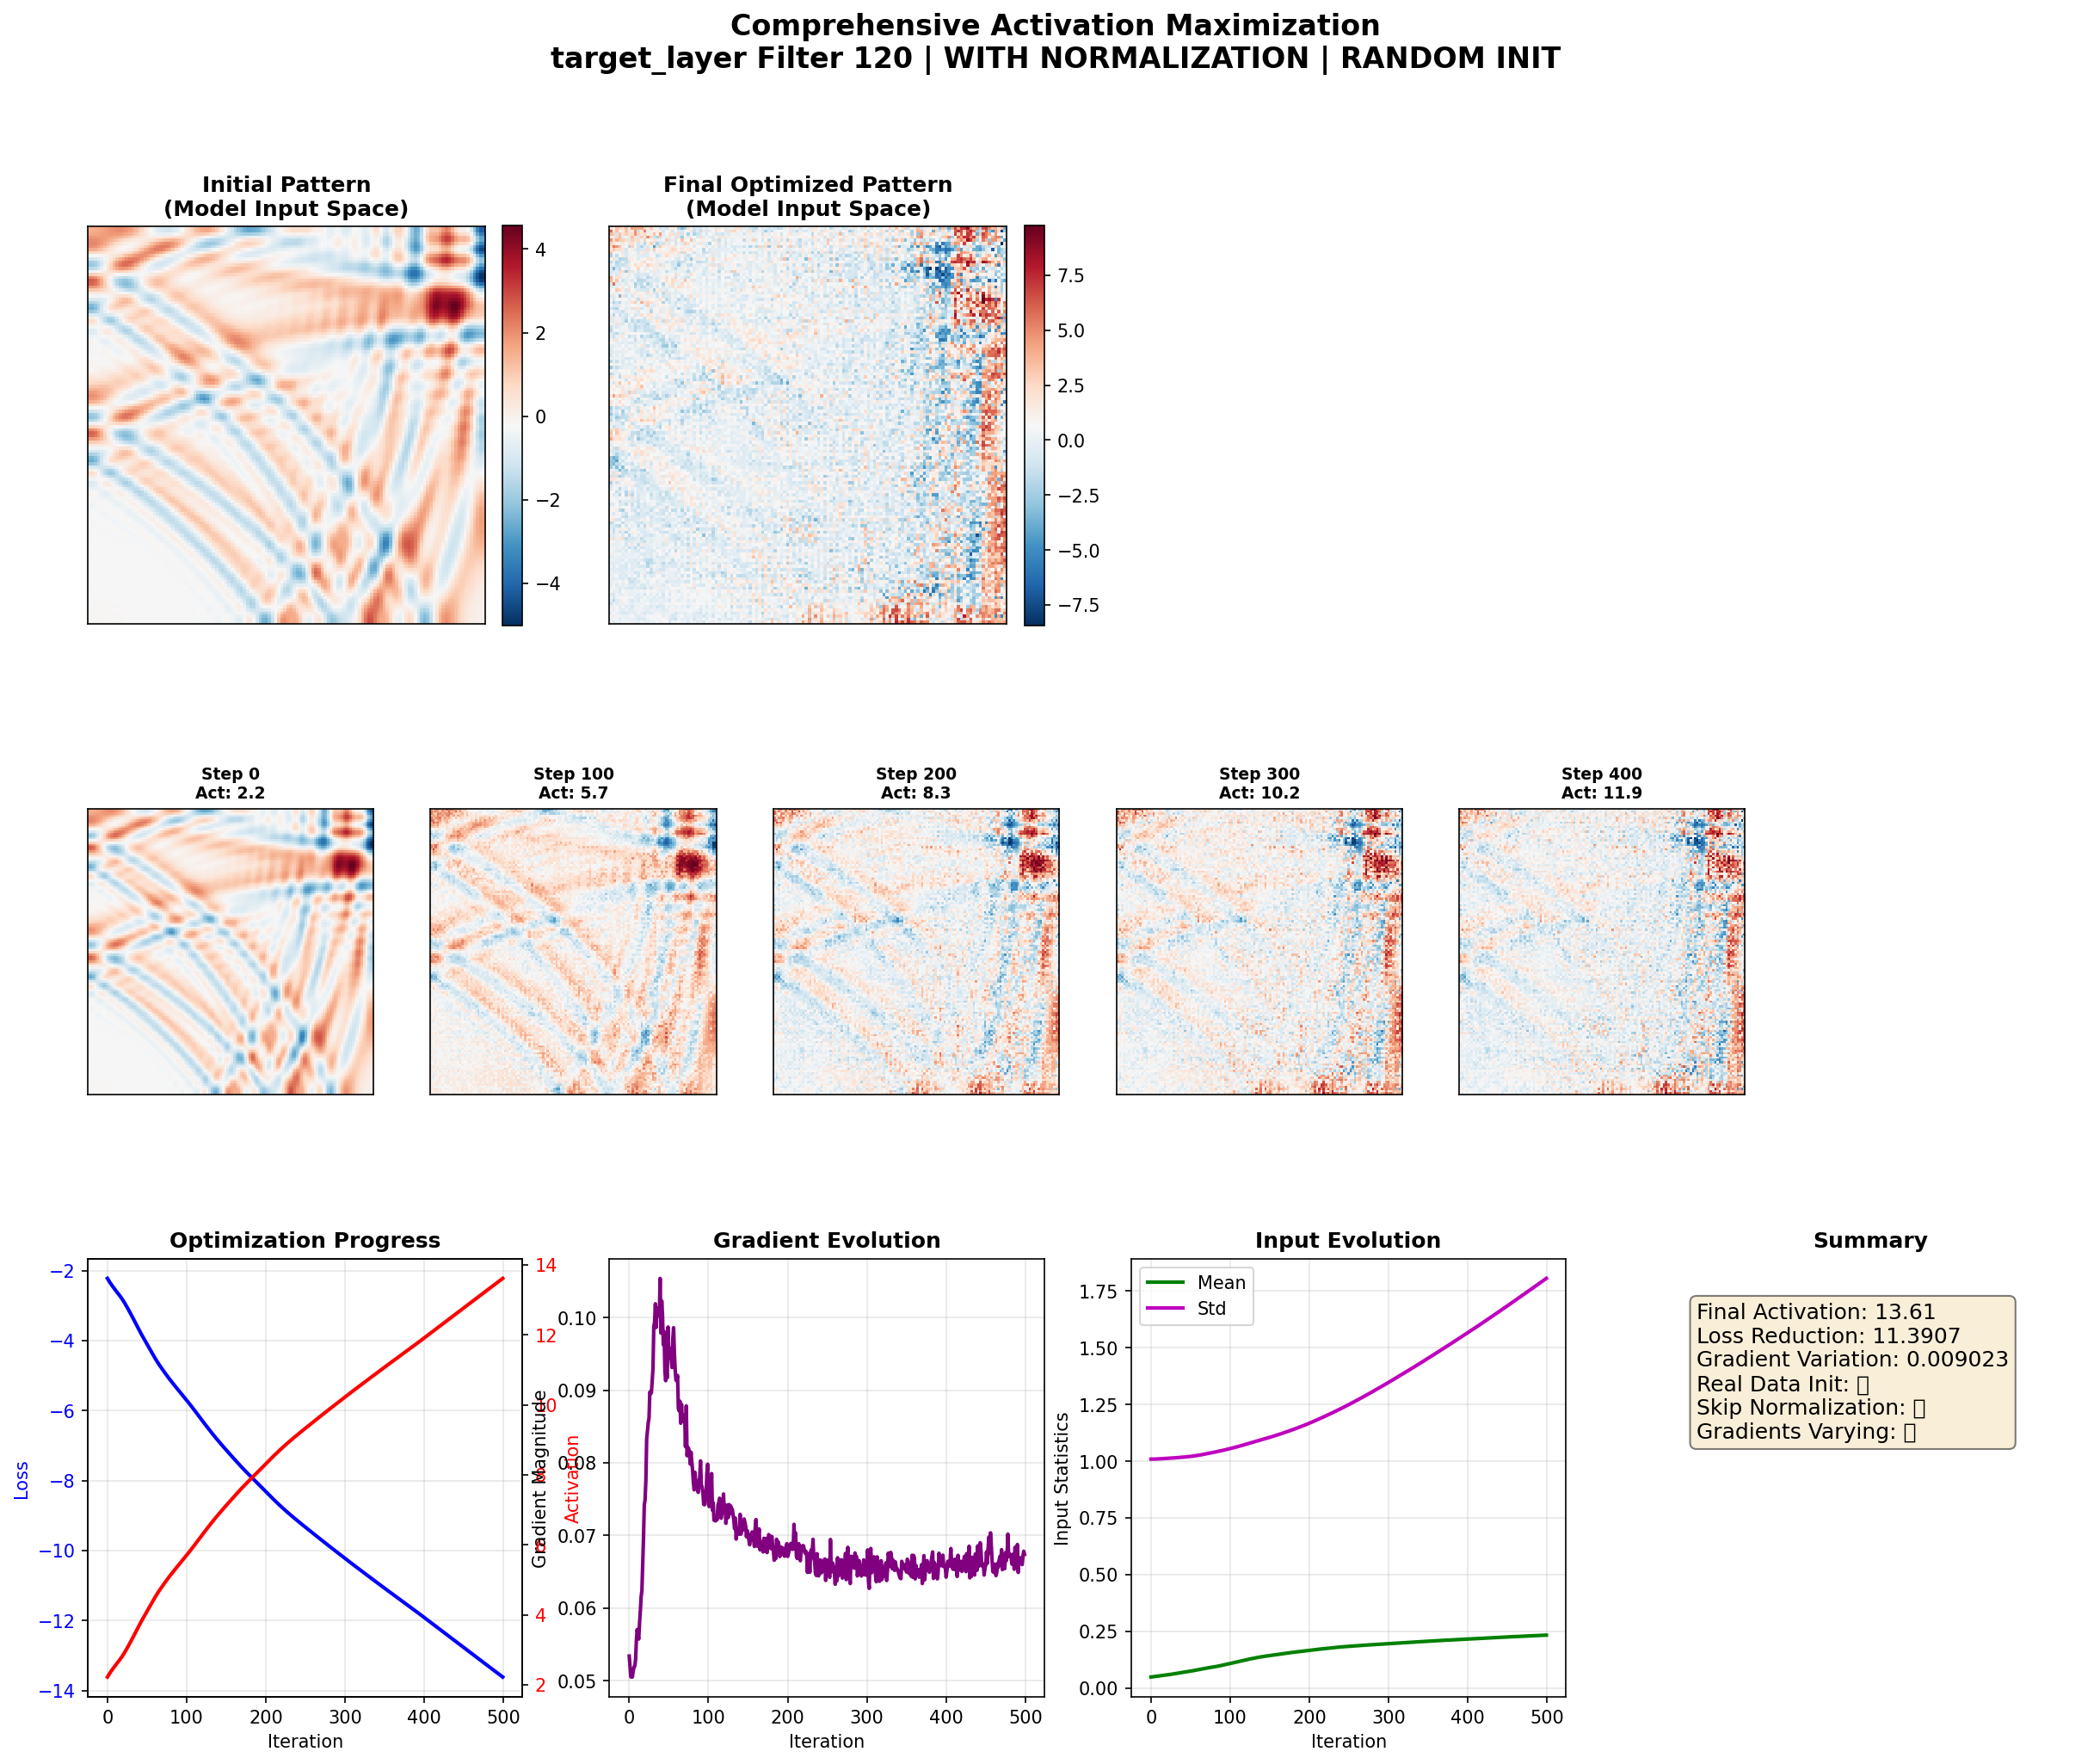 Comprehensive Activation Maximization
target_layer Filter 120 | WITH NORMALIZATION | RANDOM INIT
Initial Pattern
(Model Input Space)
4
2
0
−2
−4
Final Optimized Pattern
(Model Input Space)
7.5
5.0
2.5
0.0
−2.5
−5.0
−7.5
Step 0
Act: 2.2
Step 100
Act: 5.7
Step 200
Act: 8.3
Step 300
Act: 10.2
Step 400
Act: 11.9
Optimization Progress
Loss
−2
−4
−6
−8
−10
−12
−14
0 100 200 300 400 500
Iteration
14
12
10
8
6
4
2
Activation
Gradient Evolution
Gradient Magnitude
0.10
0.09
0.08
0.07
0.06
0.05
0 100 200 300 400 500
Iteration
Input Evolution
Mean
Std
Input Statistics
1.75
1.50
1.25
1.00
0.75
0.50
0.25
0.00
0 100 200 300 400 500
Iteration
Summary
Final Activation: 13.61
Loss Reduction: 11.3907
Gradient Variation: 0.009023
Real Data Init:
Skip Normalization:
Gradients Varying: